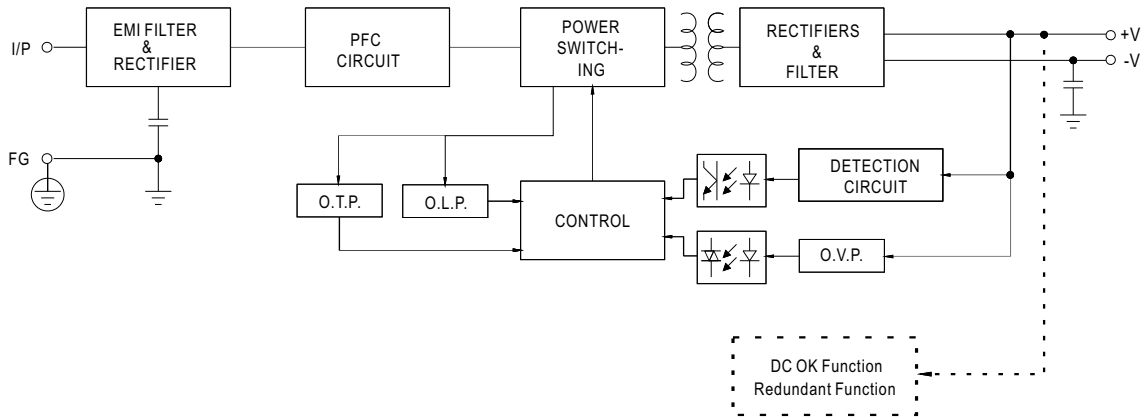 I/P
EMI FILTER
&
RECTIFIER
PFC
CIRCUIT
POWER
SWITCH-
ING
RECTIFIERS
&
FILTER
+V
-V
FG
O.T.P.
O.L.P.
CONTROL
DETECTION
CIRCUIT
O.V.P.
DC OK Function
Redundant Function